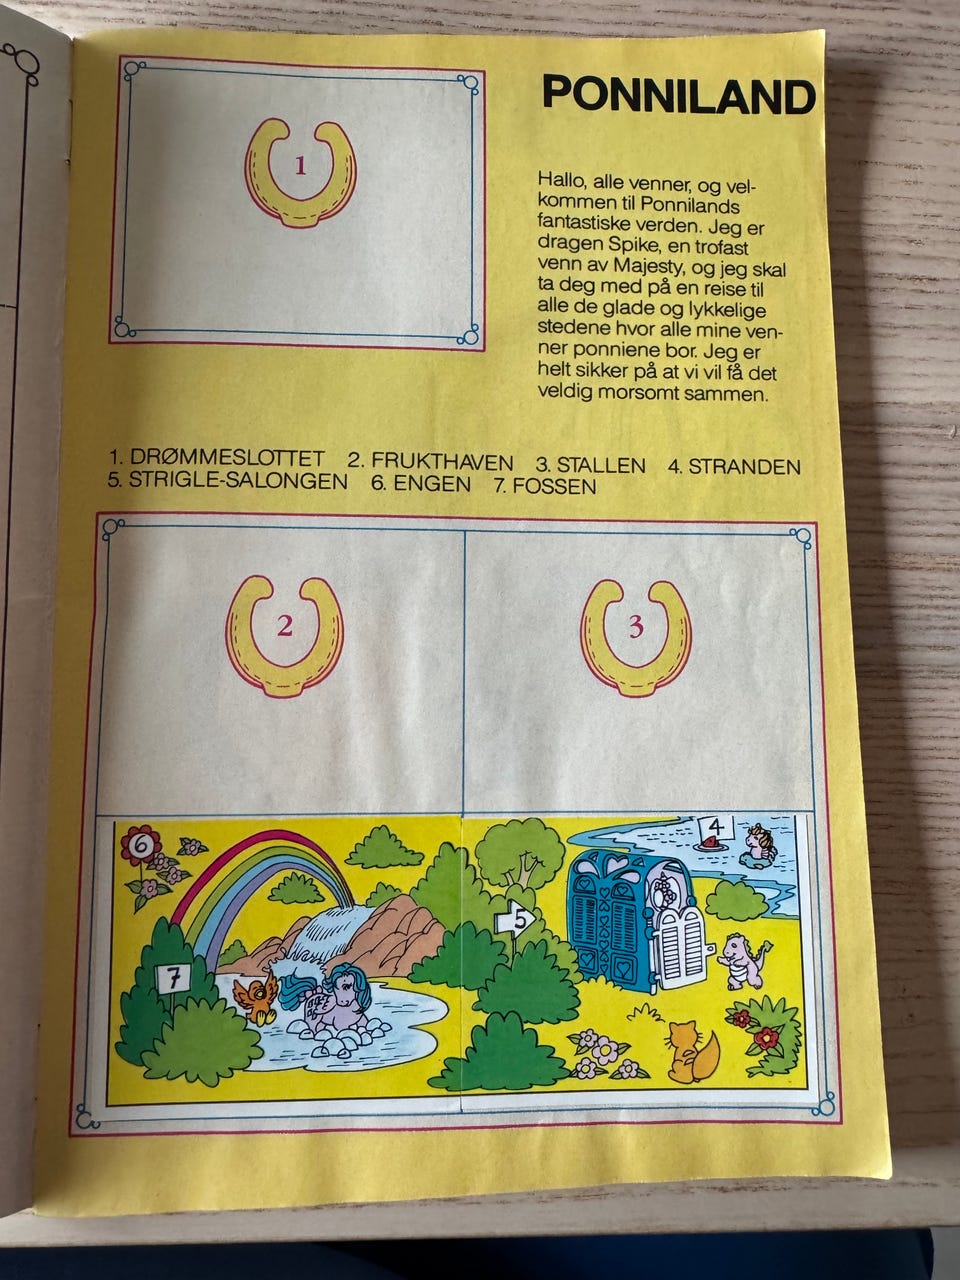 1
PONNILAND
Hallo, alle venner, og vel-
kommen til Ponnilands
fantastiske verden. Jeg er
dragen Spike, en trofast
venn av Majesty, og jeg skal
ta deg med på en reise til
alle de glade og lykkelige
stedene hvor alle mine ven-
ner ponniene bor. Jeg er
helt sikker på at vi vil få det
veldig morsomt sammen.
1. DRØMMESLOTTET 2. FRUKTHAVEN 3. STALLEN 4. STRANDEN
5. STRIGLE-SALONGEN 6. ENGEN 7. FOSSEN
2
3
6
4
5
7